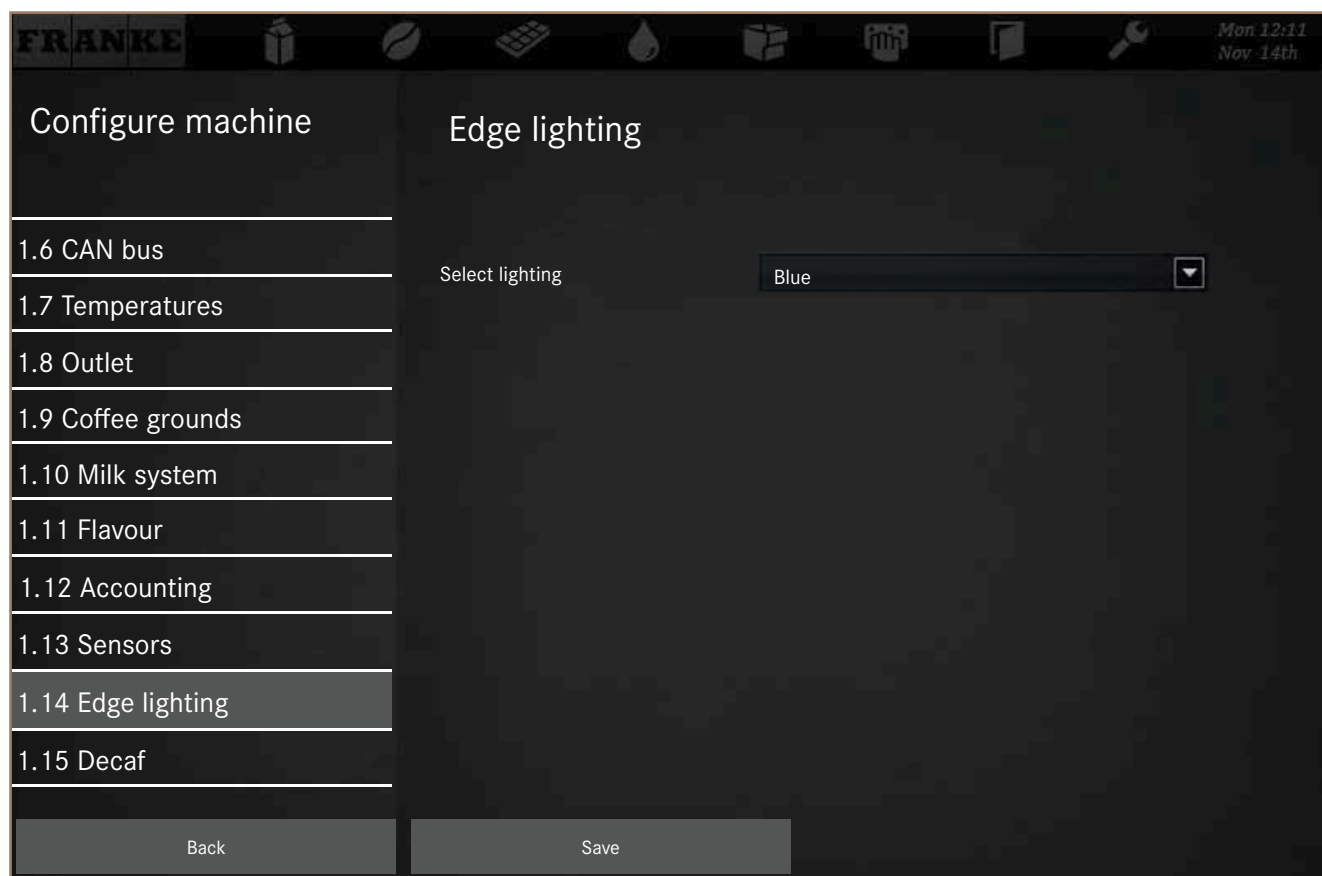 FRANKE
Mon 12:11
Nov 14th
Configure machine
1.6 CAN bus
1.7 Temperatures
1.8 Outlet
1.9 Coffee grounds
1.10 Milk system
1.11 Flavour
1.12 Accounting
1.13 Sensors
1.14 Edge lighting
1.15 Decaf
Edge lighting
Select lighting
Blue
Back
Save